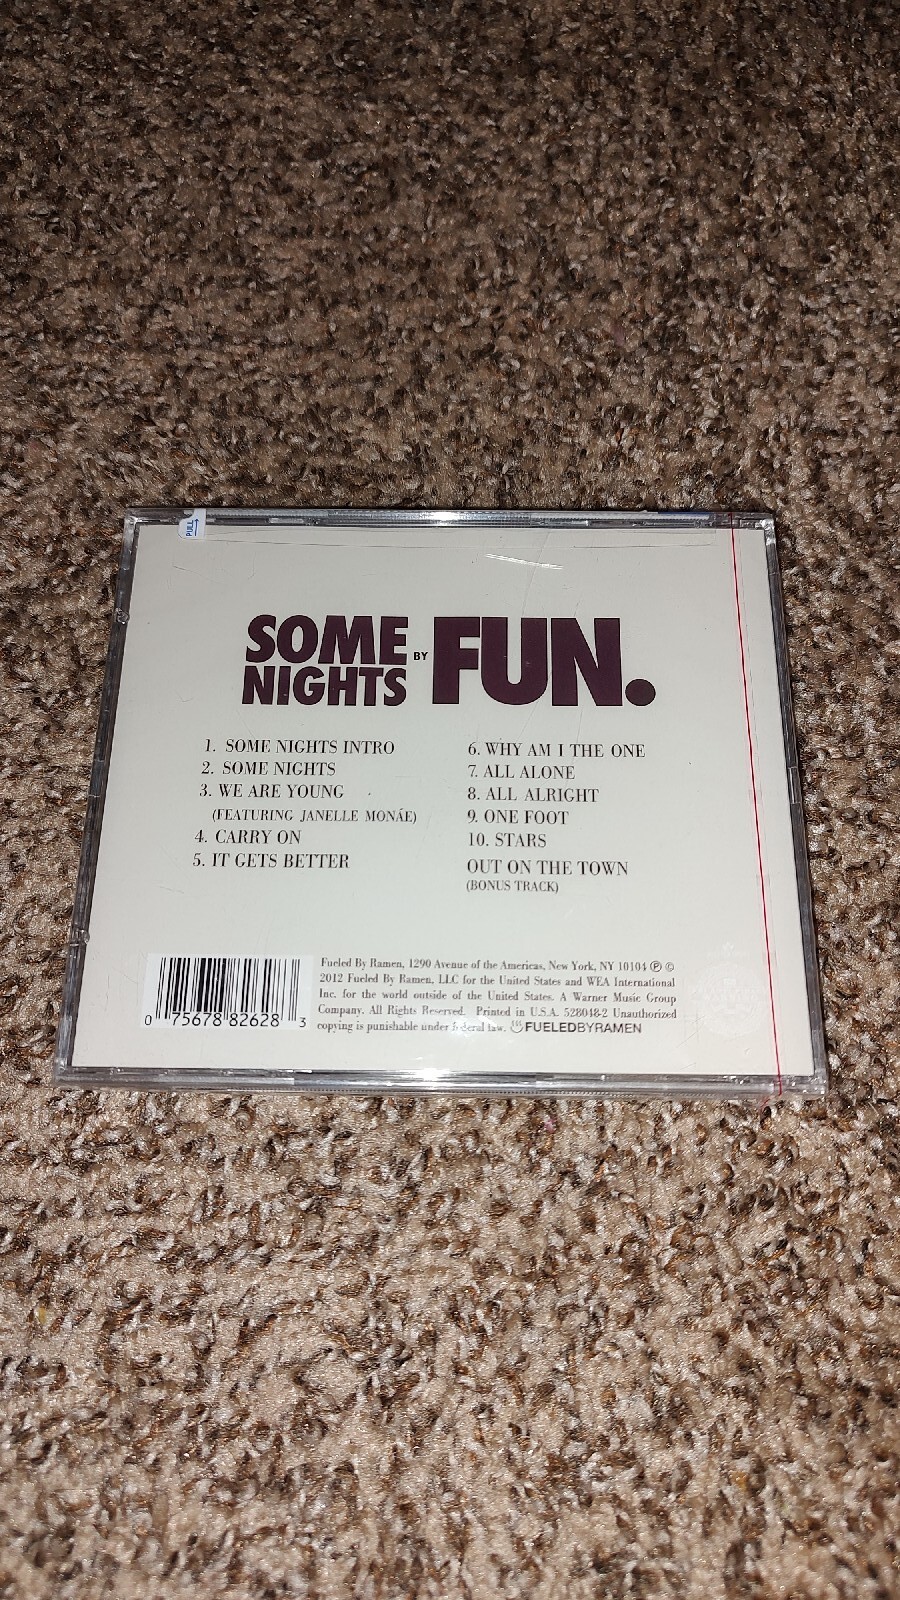 PULL
SOME
NIGHTS
BY
FUN.
1. SOME NIGHTS INTRO
2. SOME NIGHTS
3. WE ARE YOUNG
(FEATURING JANELLE MONÁE)
4. CARRY ON
5. IT GETS BETTER
6. WHY AM I THE ONE
7. ALL ALONE
8. ALL ALRIGHT
9. ONE FOOT
10. STARS
OUT ON THE TOWN
(BONUS TRACK)
0 75678 82628 3
Fueled By Ramen, 1290 Avenue of the Americas, New York, NY 10104 ℗ ©
2012 Fueled By Ramen, LLC for the United States and WEA International
Inc. for the world outside of the United States. A Warner Music Group
Company. All Rights Reserved. Printed in U.S.A. 528048-2 Unauthorized
copying is punishable under federal law. FUELEDBYRAMEN